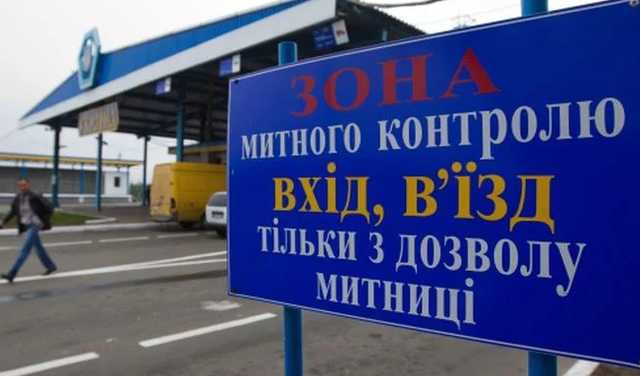 ЗОНА
МИТНОГО КОНТРОЛЮ
ВХІД, В'ЇЗД
ТІЛЬКИ З ДОЗВОЛУ
МИТНИЦІ